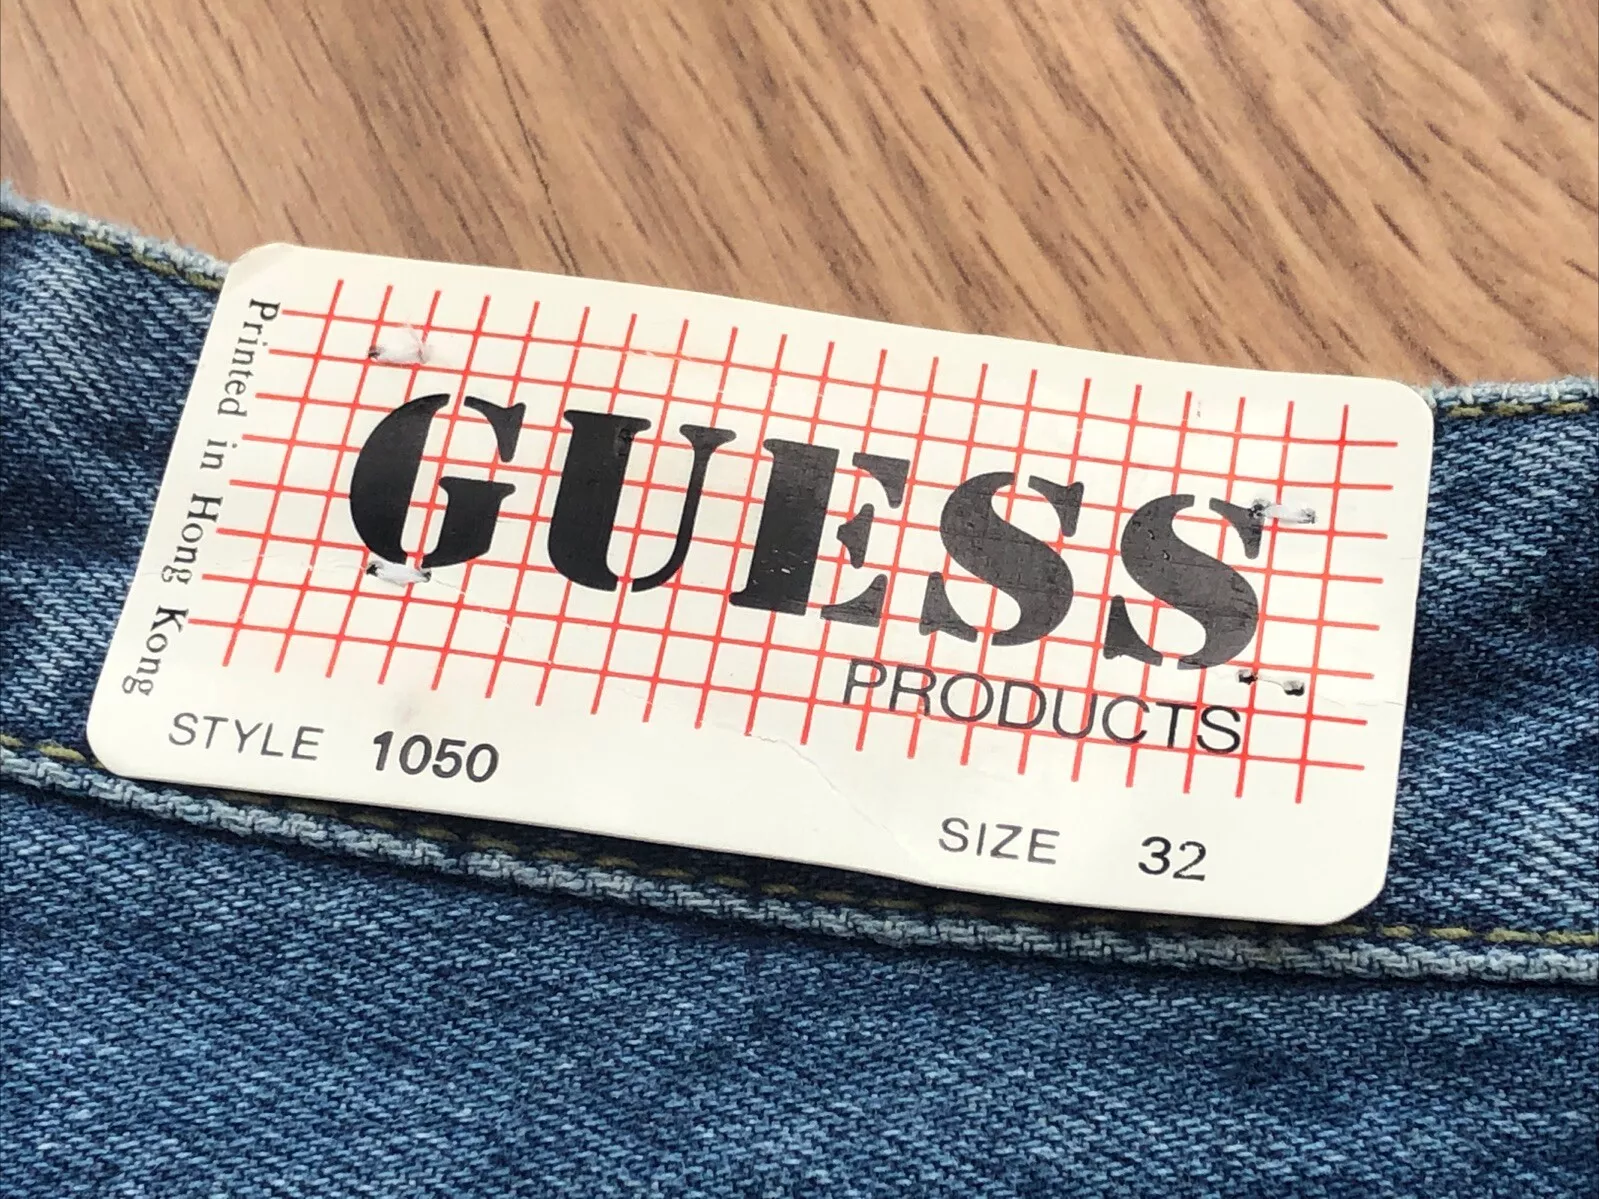 Printed in Hong Kong
GUESS
PRODUCTS
STYLE 1050
SIZE 32